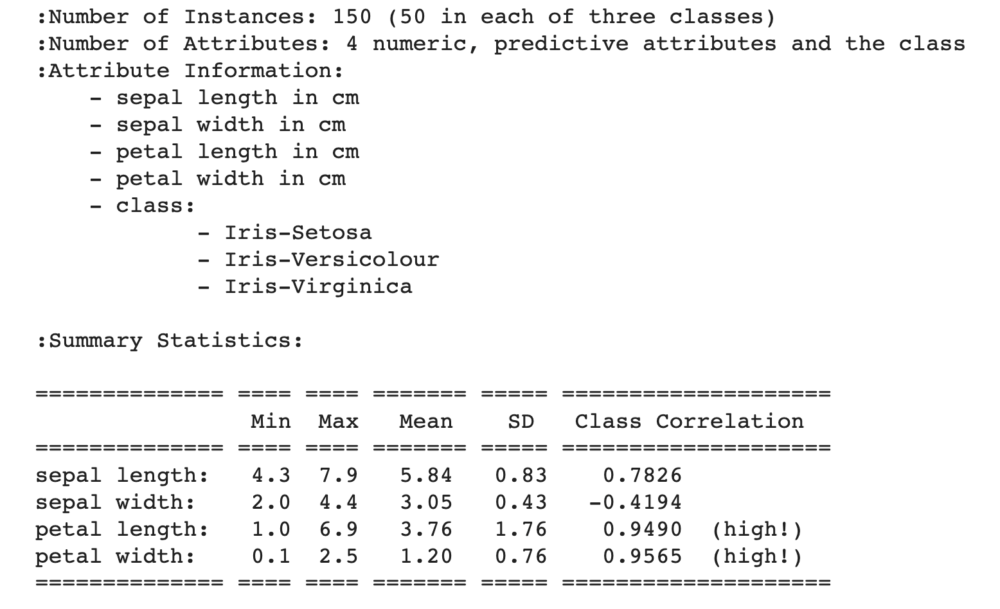 :Number of Instances: 150 (50 in each of three classes)
:Number of Attributes: 4 numeric, predictive attributes and the class
:Attribute Information:
    - sepal length in cm
    - sepal width in cm
    - petal length in cm
    - petal width in cm
    - class:
            - Iris-Setosa
            - Iris-Versicolour
            - Iris-Virginica

:Summary Statistics:

============== ==== ==== ======= ===== ====================
                Min  Max   Mean    SD   Class Correlation
============== ==== ==== ======= ===== ====================
sepal length:   4.3  7.9   5.84   0.83    0.7826
sepal width:    2.0  4.4   3.05   0.43   -0.4194
petal length:   1.0  6.9   3.76   1.76    0.9490  (high!)
petal width:    0.1  2.5   1.20   0.76    0.9565  (high!)
============== ==== ==== ======= ===== ====================